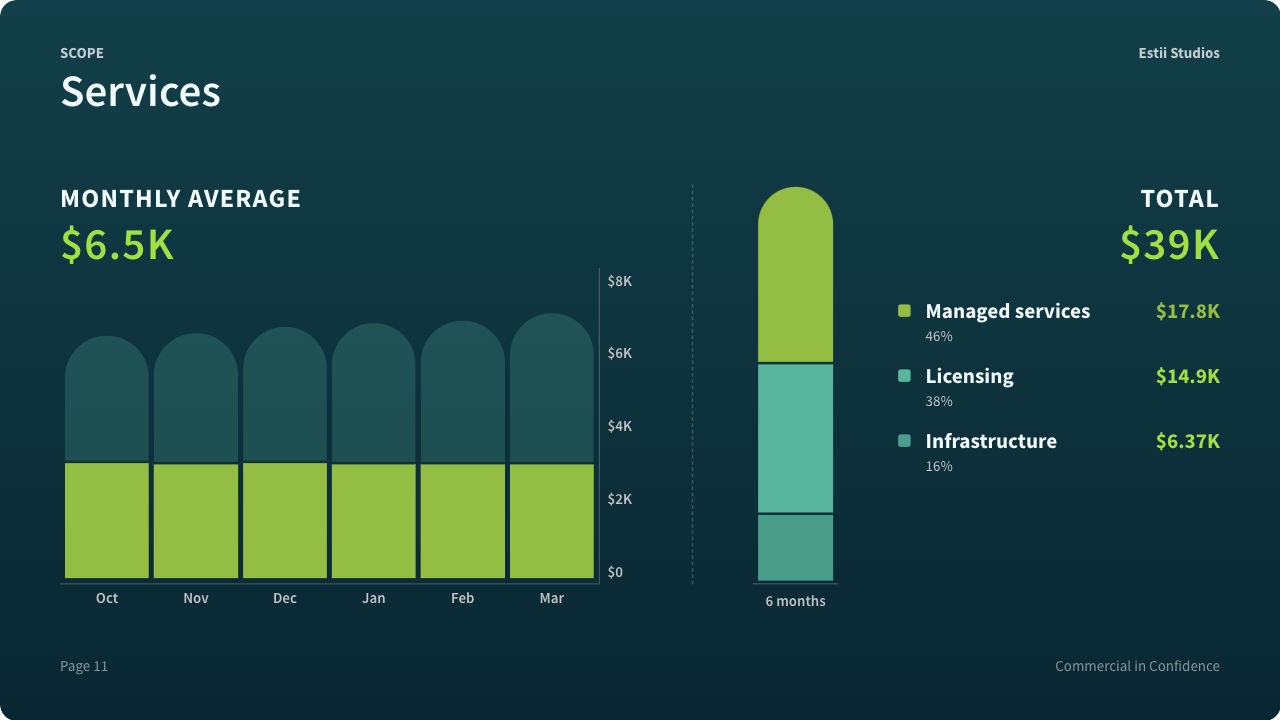 SCOPE
Estii Studios
Services
MONTHLY AVERAGE
$6.5K
$8K
$6K
$4K
$2K
$0
Oct Nov Dec Jan Feb Mar
6 months
TOTAL
$39K
Managed services $17.8K
46%
Licensing $14.9K
38%
Infrastructure $6.37K
16%
Page 11
Commercial in Confidence